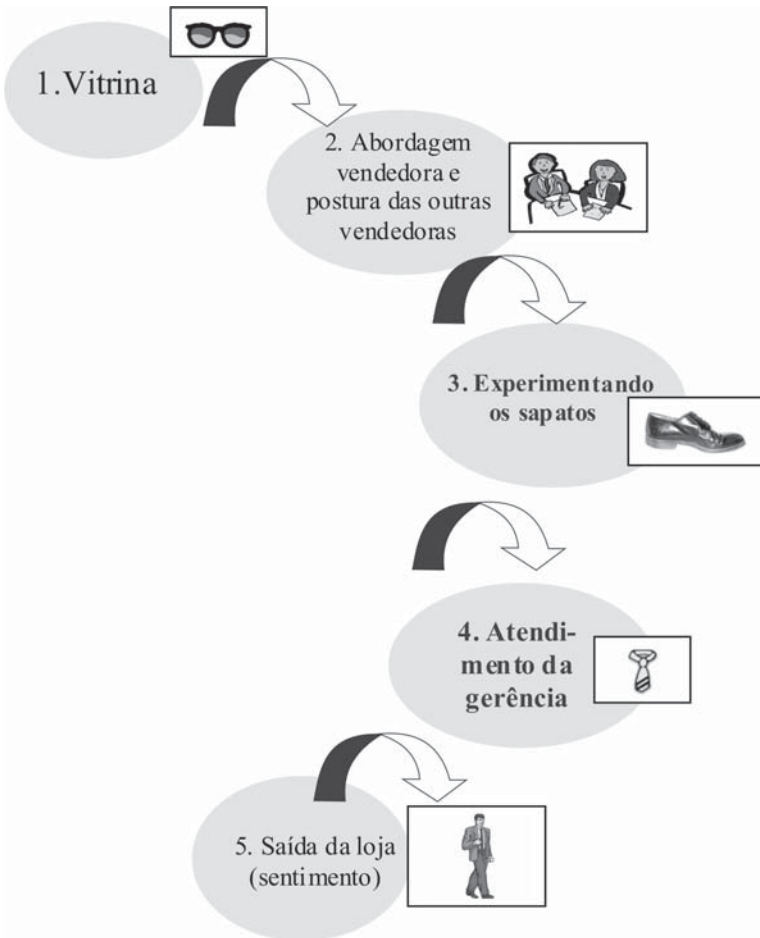 1.Vitrina
2. Abordagem
vendedora e
postura das outras
vendedoras
3. Experimentando
os sapatos
4. Atendi-
mento da
gerência
5. Saída da loja
(sentimento)